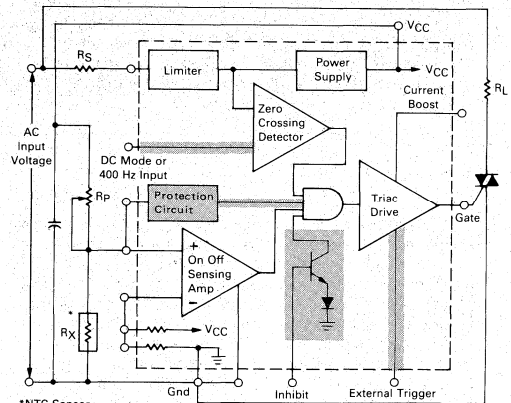 VCC
RS
Limiter
Power
Supply
VCC
RL
Current
Boost
Zero
Crossing
Detector
AC
Input
Voltage
DC Mode or
400 Hz Input
RP
Protection
Circuit
Triac
Drive
Gate
+
On Off
Sensing
Amp
–
RX
*
VCC
Gnd
Inhibit
External Trigger
*NTC Sensor